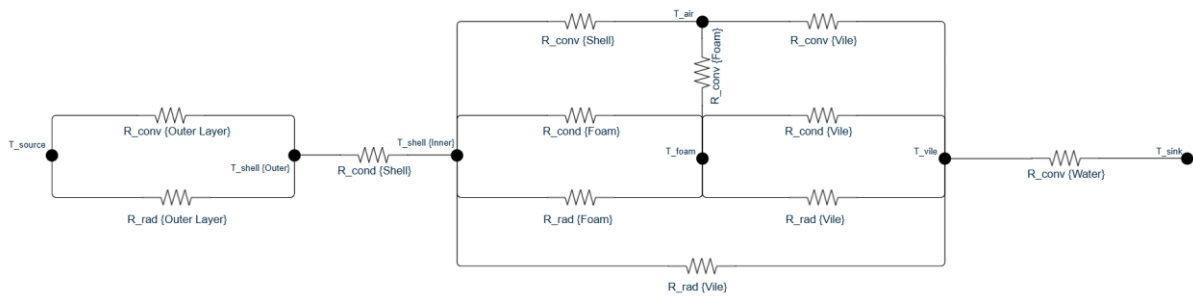 T_air
R_conv {Shell}
R_conv {Vile}
R_conv {Foam}
R_conv {Outer Layer}
R_cond {Foam}
R_cond {Vile}
T_source
T_shell {Outer}
T_shell {Inner}
R_cond {Shell}
T_foam
T_vile
R_conv {Water}
T_sink
R_rad {Outer Layer}
R_rad {Foam}
R_rad {Vile}
R_rad {Vile}